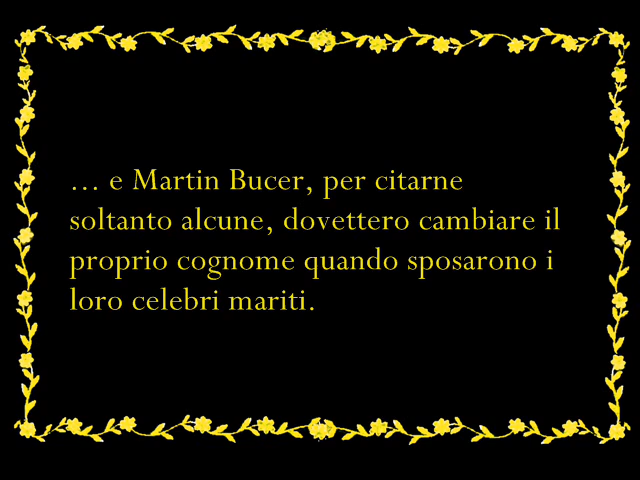 ... e Martin Bucer, per citarne
soltanto alcune, dovettero cambiare il
proprio cognome quando sposarono i
loro celebri mariti.